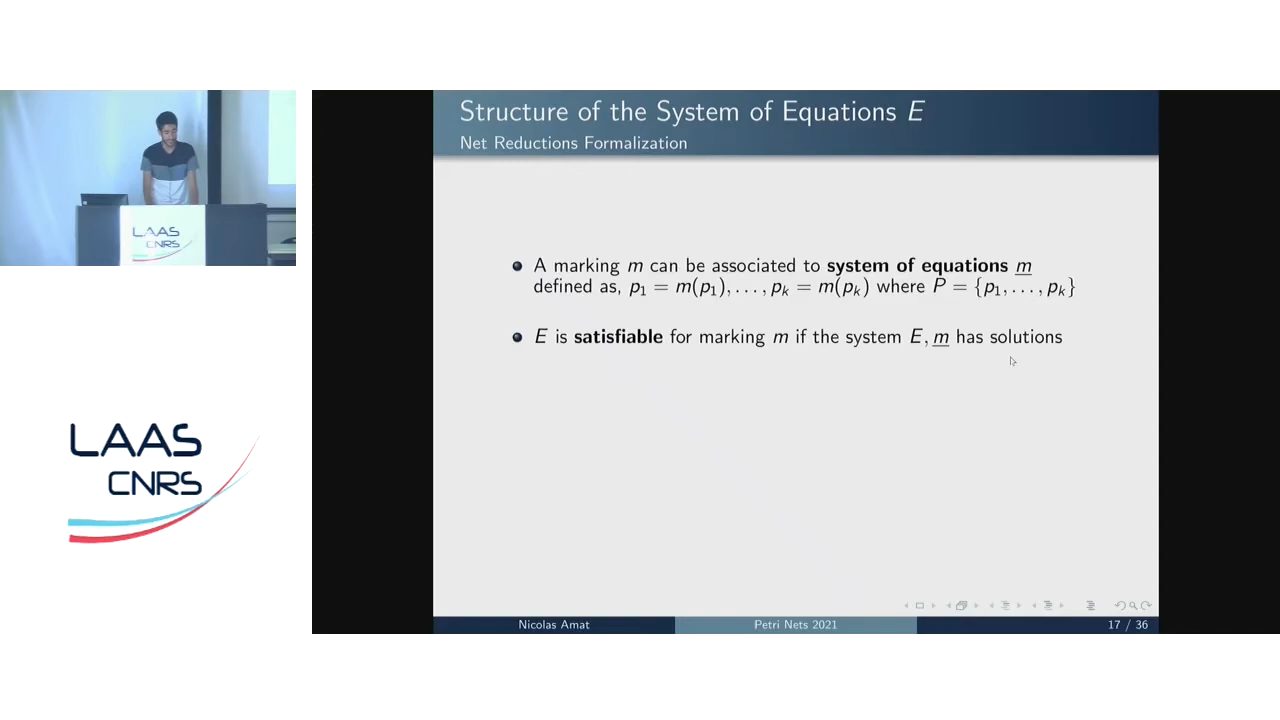 Structure of the System of Equations E
Net Reductions Formalization
A marking m can be associated to system of equations m
defined as, p₁ = m(p₁), . . . , pₖ = m(pₖ) where P = {p₁, . . . , pₖ}
E is satisfiable for marking m if the system E, m has solutions
LAAS
CNRS
LAAS
CNRS
Nicolas Amat
Petri Nets 2021
17 / 36